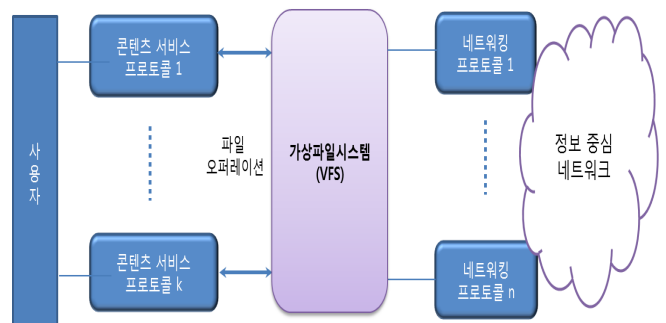 사
용
자
콘텐츠 서비스
프로토콜 1
파일
오퍼레이션
콘텐츠 서비스
프로토콜 k
가상파일시스템
(VFS)
네트워킹
프로토콜 1
네트워킹
프로토콜 n
정보 중심
네트워크